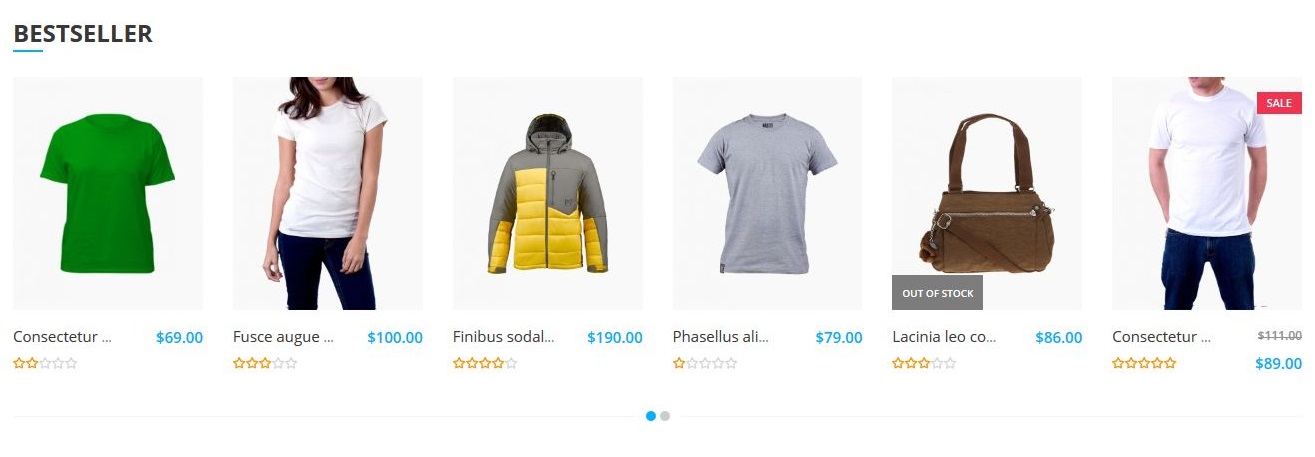 BESTSELLER
SALE
OUT OF STOCK
Consectetur ... $69.00
Fusce augue ... $100.00
Finibus sodal... $190.00
Phasellus ali... $79.00
Lacinia leo co... $86.00
Consectetur ... $111.00
$89.00